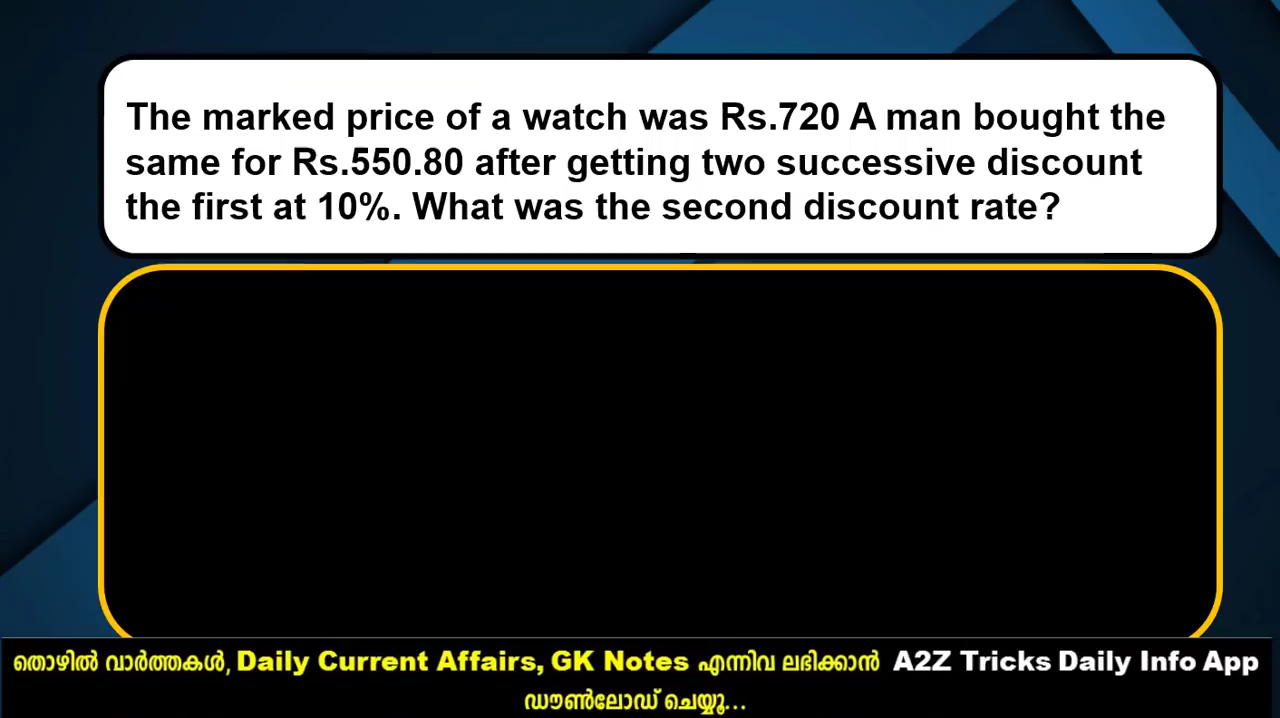 The marked price of a watch was Rs.720 A man bought the
same for Rs.550.80 after getting two successive discount
the first at 10%. What was the second discount rate?
തൊഴിൽ വാർത്തകൾ, Daily Current Affairs, GK Notes എന്നിവ ലഭിക്കാൻ A2Z Tricks Daily Info App
ഡൗൺലോഡ് ചെയ്യൂ...